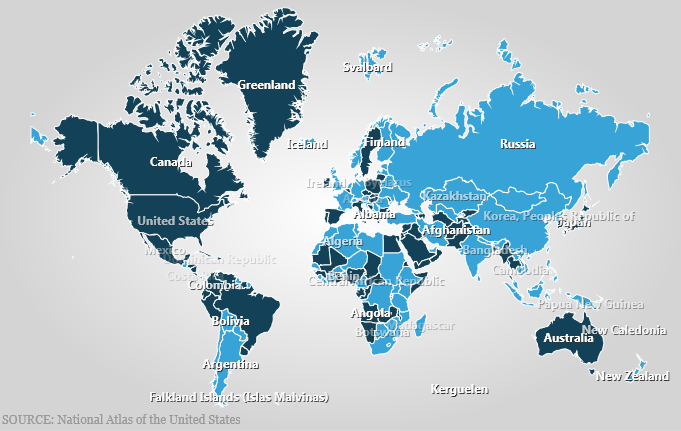 Svalbard
Greenland
Iceland
Finland
Russia
Canada
Ireland
Kazakhstan
United States
Albania
Korea, Peoples Republic of
Japan
Afghanistan
Algeria
Mexico
Bangladesh
Dominican Republic
Cambodia
Benin
Central African Republic
Colombia
Papua New Guinea
Angola
Bolivia
Madagascar
Botswana
New Caledonia
Australia
Argentina
New Zealand
Kerguelen
Falkland Islands (Islas Malvinas)
SOURCE: National Atlas of the United States